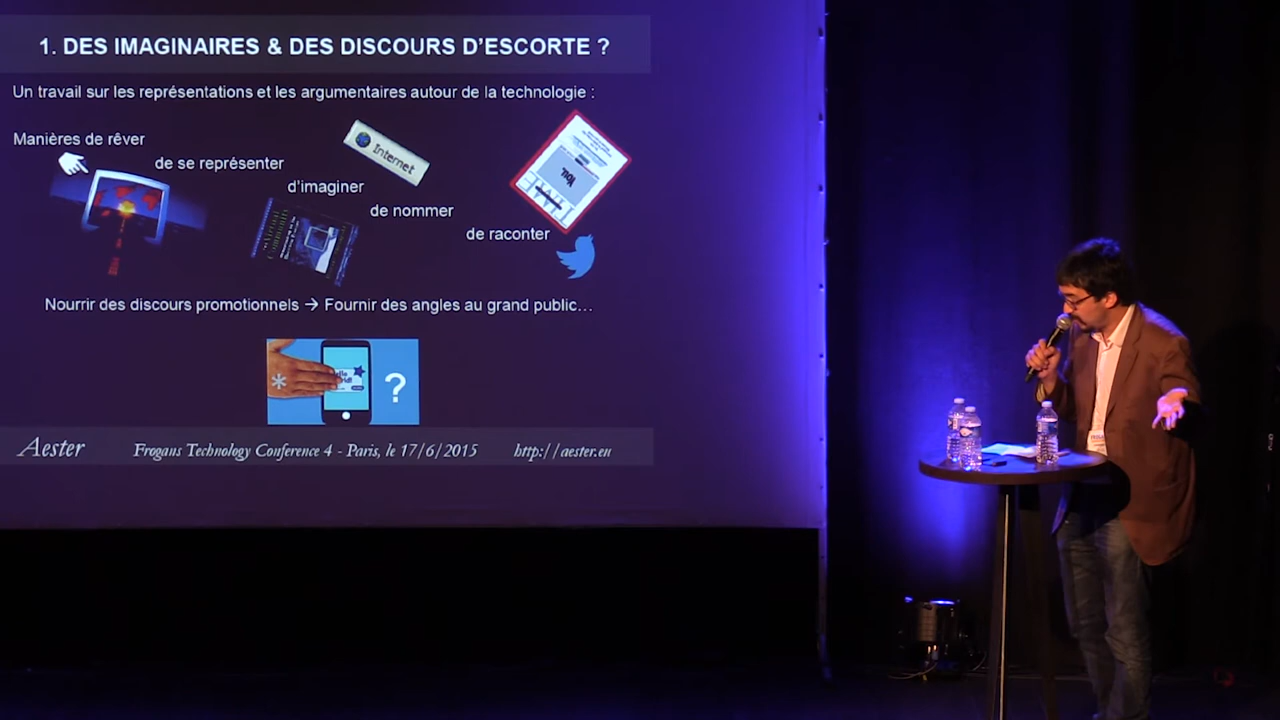 1. DES IMAGINAIRES & DES DISCOURS D'ESCORTE ?
Un travail sur les représentations et les argumentaires autour de la technologie :
Manières de rêver
de se représenter
d'imaginer
de nommer
de raconter
Internet
You.
Nourrir des discours promotionnels → Fournir des angles au grand public…
*
?
Aester
Frogans Technology Conference 4 - Paris, le 17/6/2015
http://aester.eu